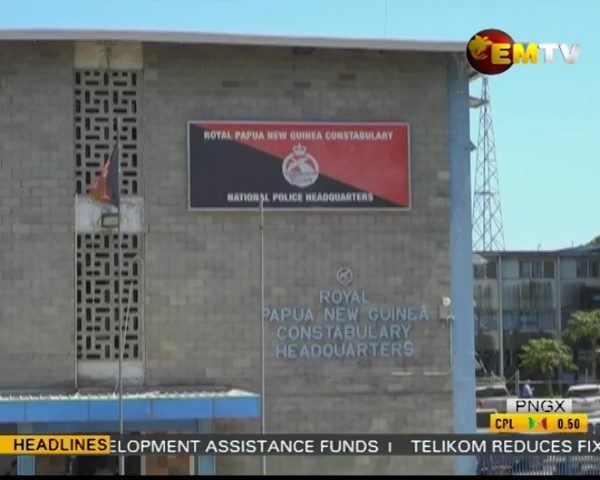 EMTV
ROYAL PAPUA NEW GUINEA CONSTABULARY
NATIONAL POLICE HEADQUARTERS
ROYAL
PAPUA NEW GUINEA
CONSTABULARY
HEADQUARTERS
PNGX
CPL 0.50
HEADLINES ELOPMENT ASSISTANCE FUNDS I TELIKOM REDUCES FIX